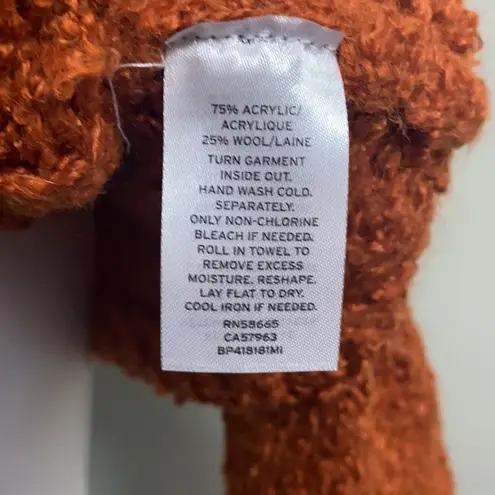 75% ACRYLIC/
ACRYLIQUE
25% WOOL/LAINE
TURN GARMENT
INSIDE OUT.
HAND WASH COLD.
SEPARATELY.
ONLY NON-CHLORINE
BLEACH IF NEEDED.
ROLL IN TOWEL TO
REMOVE EXCESS
MOISTURE. RESHAPE.
LAY FLAT TO DRY.
COOL IRON IF NEEDED.
RN58665
CA57963
BP418181MI